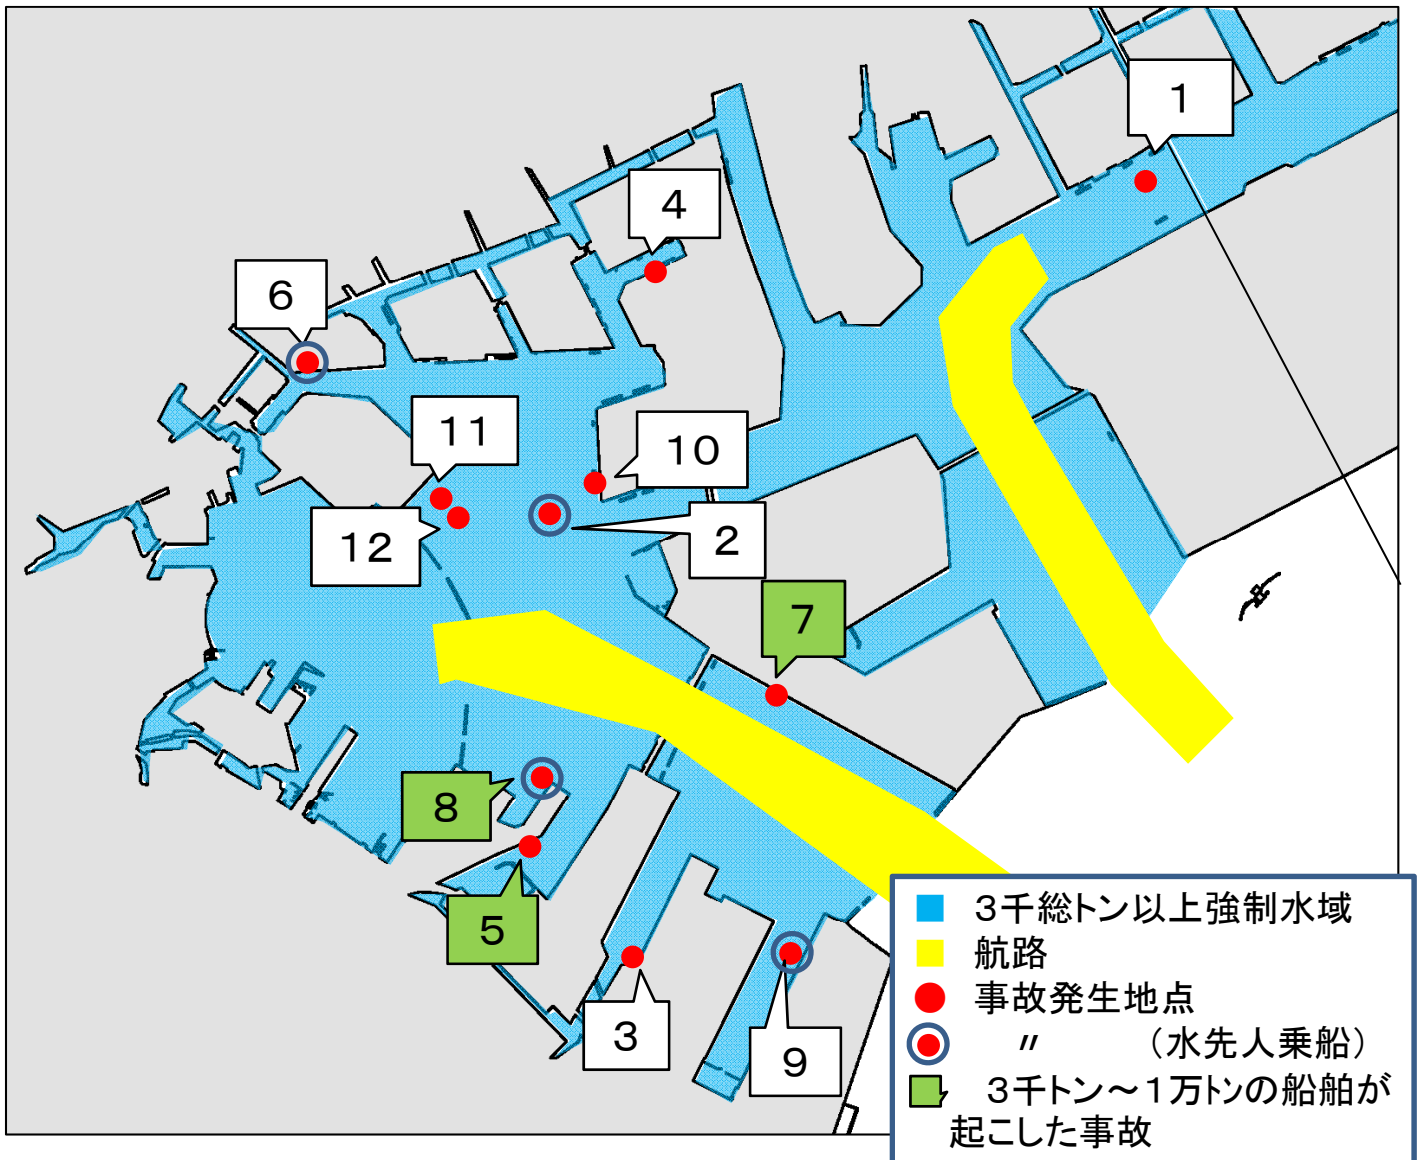 1
4
6
11
10
12
2
7
8
5
3
9
3千総トン以上強制水域
航路
事故発生地点
〃 （水先人乗船）
3千トン～1万トンの船舶が
起こした事故